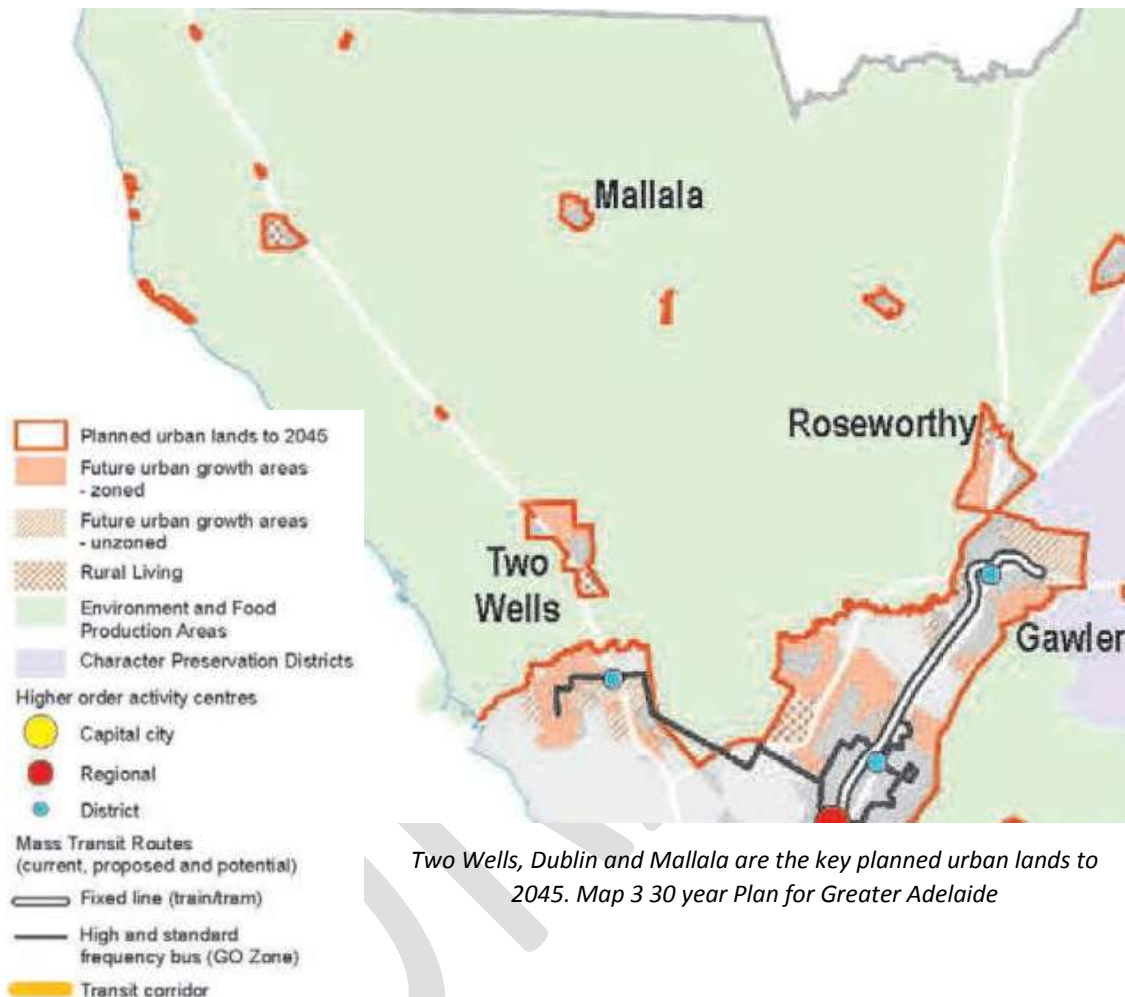 Mallala
Roseworthy
Two
Wells
Gawler
Planned urban lands to 2045
Future urban growth areas
- zoned
Future urban growth areas
- unzoned
Rural Living
Environment and Food
Production Areas
Character Preservation Districts
Higher order activity centres
Capital city
Regional
District
Mass Transit Routes
(current, proposed and potential)
Fixed line (train/tram)
High and standard
frequency bus (GO Zone)
Transit corridor
Two Wells, Dublin and Mallala are the key planned urban lands to
2045. Map 3 30 year Plan for Greater Adelaide